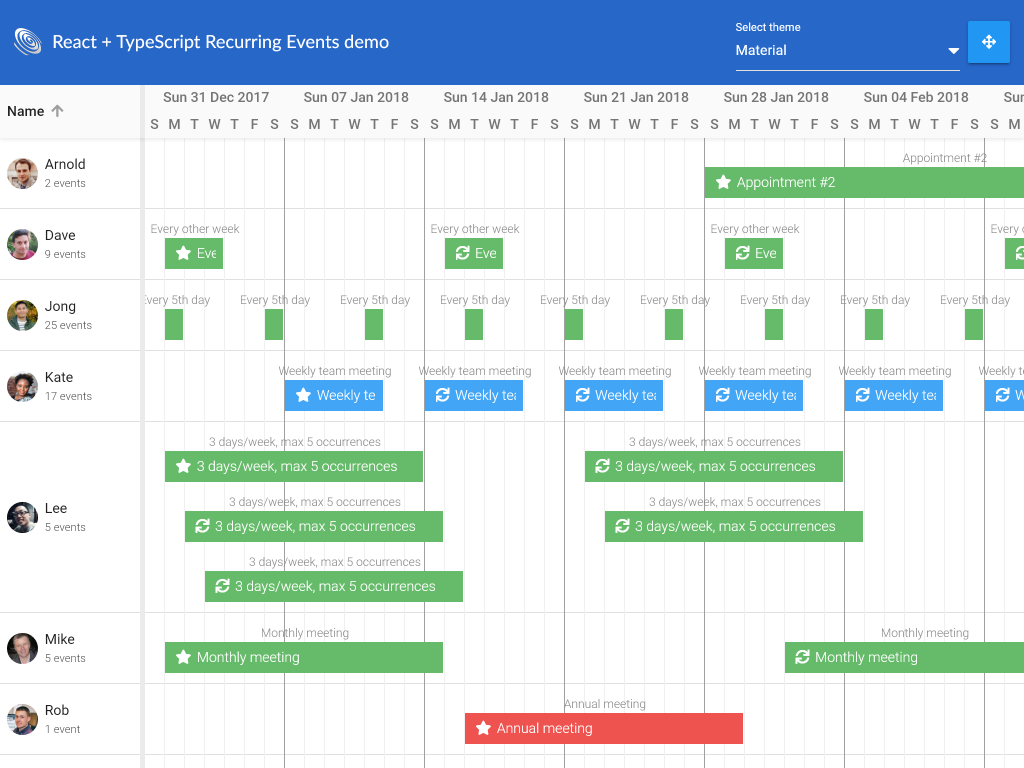 React + TypeScript Recurring Events demo
Select theme
Material
Name
Sun 31 Dec 2017 Sun 07 Jan 2018 Sun 14 Jan 2018 Sun 21 Jan 2018 Sun 28 Jan 2018 Sun 04 Feb 2018 Sun
S M T W T F S S M T W T F S S M T W T F S S M T W T F S S M T W T F S S M T W T F S S M
Arnold
2 events
Appointment #2
Appointment #2
Dave
9 events
Every other week Every other week Every other week Every
Eve Eve Eve
Jong
25 events
Every 5th day Every 5th day Every 5th day Every 5th day Every 5th day Every 5th day Every 5th day Every 5th day Every 5th day
Kate
17 events
Weekly team meeting Weekly team meeting Weekly team meeting Weekly team meeting Weekly team meeting Weekly te
Weekly te Weekly tea Weekly tea Weekly tea Weekly tea W
Lee
5 events
3 days/week, max 5 occurrences 3 days/week, max 5 occurrences
3 days/week, max 5 occurrences 3 days/week, max 5 occurrences
3 days/week, max 5 occurrences 3 days/week, max 5 occurrences
3 days/week, max 5 occurrences 3 days/week, max 5 occurrences
3 days/week, max 5 occurrences
3 days/week, max 5 occurrences
Mike
5 events
Monthly meeting Monthly meeting
Monthly meeting Monthly meeting
Rob
1 event
Annual meeting
Annual meeting